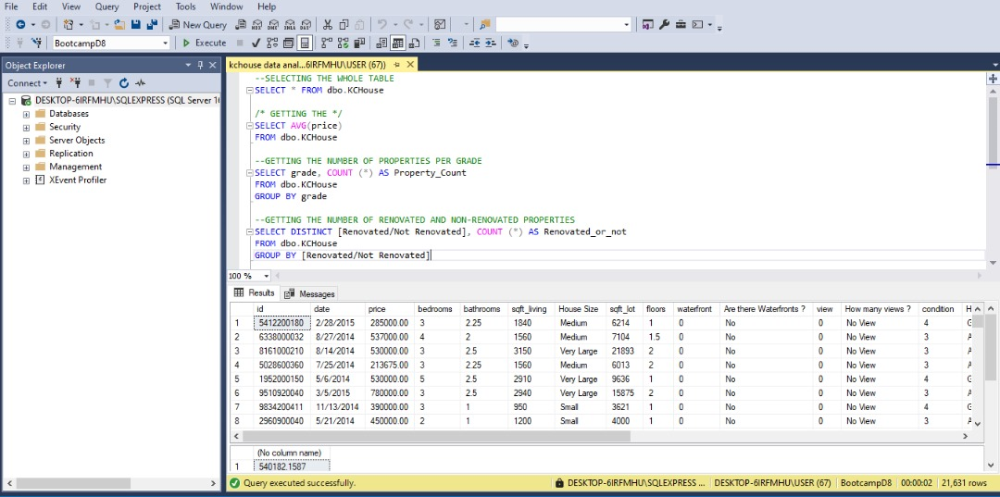 File Edit View Query Project Tools Window Help
New Query
BootcampD8 Execute
Object Explorer
Connect
DESKTOP-6IRFMHU\SQLEXPRESS (SQL Server 16
Databases
Security
Server Objects
Replication
Management
XEvent Profiler
kchouse data anal...6IRFMHU\USER (67))
--SELECTING THE WHOLE TABLE
SELECT * FROM dbo.KCHouse
/* GETTING THE */
SELECT AVG(price)
FROM dbo.KCHouse
--GETTING THE NUMBER OF PROPERTIES PER GRADE
SELECT grade, COUNT (*) AS Property_Count
FROM dbo.KCHouse
GROUP BY grade
--GETTING THE NUMBER OF RENOVATED AND NON-RENOVATED PROPERTIES
SELECT DISTINCT [Renovated/Not Renovated], COUNT (*) AS Renovated_or_not
FROM dbo.KCHouse
GROUP BY [Renovated/Not Renovated]
100 %
Results Messages
id date price bedrooms bathrooms sqft_living House Size sqft_lot floors waterfront Are there Waterfronts ? view How many views ? condition H
1 5412200180 2/28/2015 285000.00 3 2.25 1840 Medium 6214 1 0 No 0 No View 4 G
2 6338000032 8/27/2014 537000.00 4 2 1560 Medium 7104 1.5 0 No 0 No View 3 A
3 8161000210 8/14/2014 530000.00 3 2.5 3150 Very Large 21893 2 0 No 0 No View 3 A
4 5028600360 7/25/2014 213675.00 3 2.25 1560 Medium 6013 2 0 No 0 No View 3 A
5 1952000150 5/6/2014 530000.00 5 2.5 2910 Very Large 9636 1 0 No 0 No View 4 G
6 9510920040 3/5/2015 780000.00 3 2.5 2940 Very Large 15875 2 0 No 0 No View 3 A
7 9834200411 11/13/2014 390000.00 3 1 950 Small 3621 1 0 No 0 No View 4 G
8 2960900040 5/21/2014 450000.00 2 1 1200 Small 4000 1 0 No 0 No View 3 A
(No column name)
1 540182.1587
Query executed successfully. DESKTOP-6IRFMHU\SQLEXPRESS ... DESKTOP-6IRFMHU\USER (67) BootcampD8 00:00:02 21,631 rows